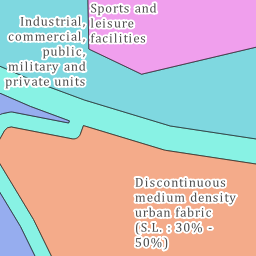 Industrial,
commercial,
public,
military and
private units
Sports and
leisure
facilities
Discontinuous
medium density
urban fabric
(S.L. : 30% -
50%)